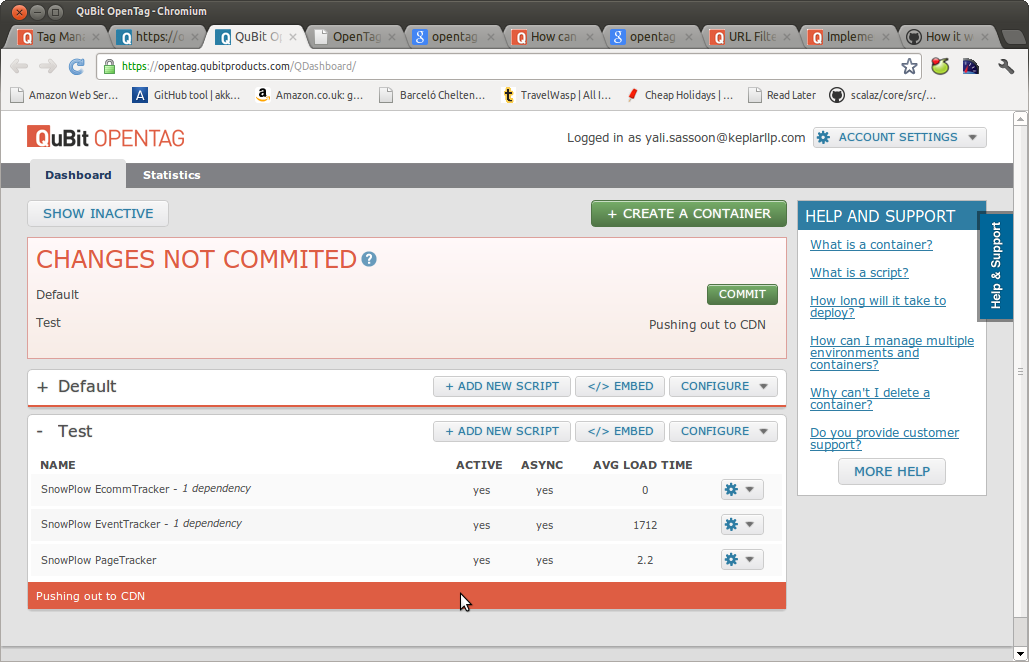 QuBit OpenTag - Chromium
Tag Mana
https://o
QuBit Op
OpenTag
opentag
How can
opentag
URL Filte
Impleme
How it w
https://opentag.qubitproducts.com/QDashboard/
Amazon Web Ser...
GitHub tool | akk...
Amazon.co.uk: g...
Barceló Chelten...
TravelWasp | All I...
Cheap Holidays | ...
Read Later
scalaz/core/src/...
QuBit OPENTAG
Logged in as yali.sassoon@keplarllp.com
ACCOUNT SETTINGS
Dashboard
Statistics
SHOW INACTIVE
+ CREATE A CONTAINER
CHANGES NOT COMMITED ?
Default
COMMIT
Test
Pushing out to CDN
+ Default
+ ADD NEW SCRIPT
</> EMBED
CONFIGURE
- Test
+ ADD NEW SCRIPT
</> EMBED
CONFIGURE
NAME ACTIVE ASYNC AVG LOAD TIME
SnowPlow EcommTracker - 1 dependency yes yes 0
SnowPlow EventTracker - 1 dependency yes yes 1712
SnowPlow PageTracker yes yes 2.2
Pushing out to CDN
HELP AND SUPPORT
What is a container?
What is a script?
How long will it take to
deploy?
How can I manage multiple
environments and
containers?
Why can't I delete a
container?
Do you provide customer
support?
MORE HELP
Help & Support